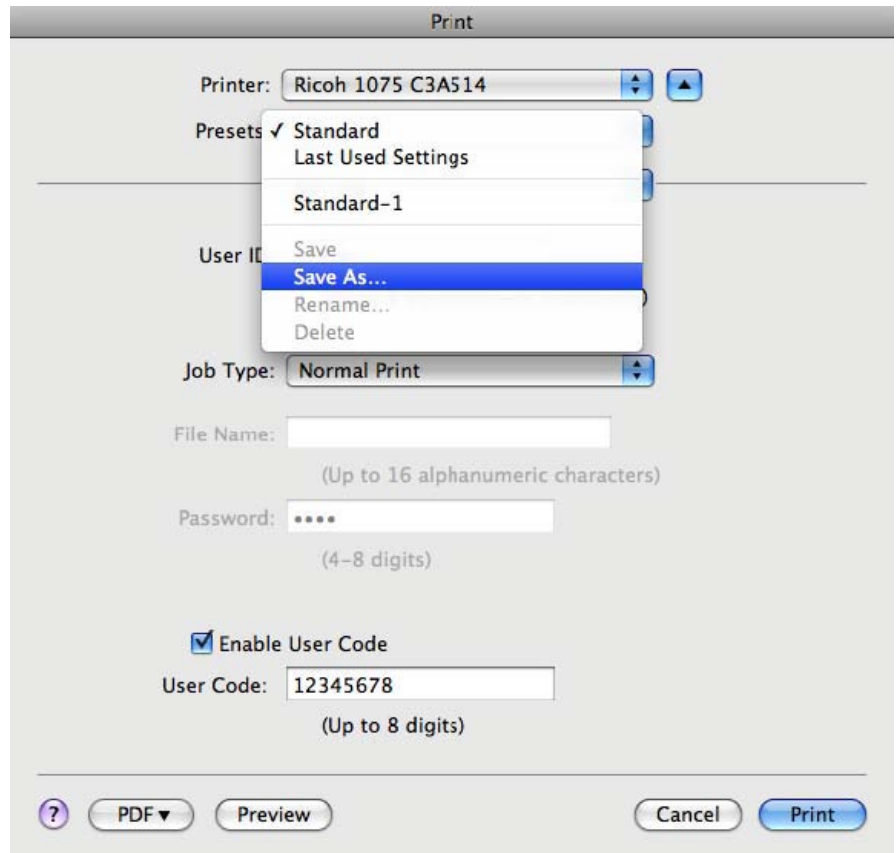 Print
Printer: Ricoh 1075 C3A514
Presets ✓ Standard
Last Used Settings
Standard-1
Save
User ID
Save As...
Rename... )
Delete
Job Type: Normal Print
File Name:
(Up to 16 alphanumeric characters)
Password: ••••
(4-8 digits)
Enable User Code
User Code: 12345678
(Up to 8 digits)
? PDF▼ Preview Cancel Print